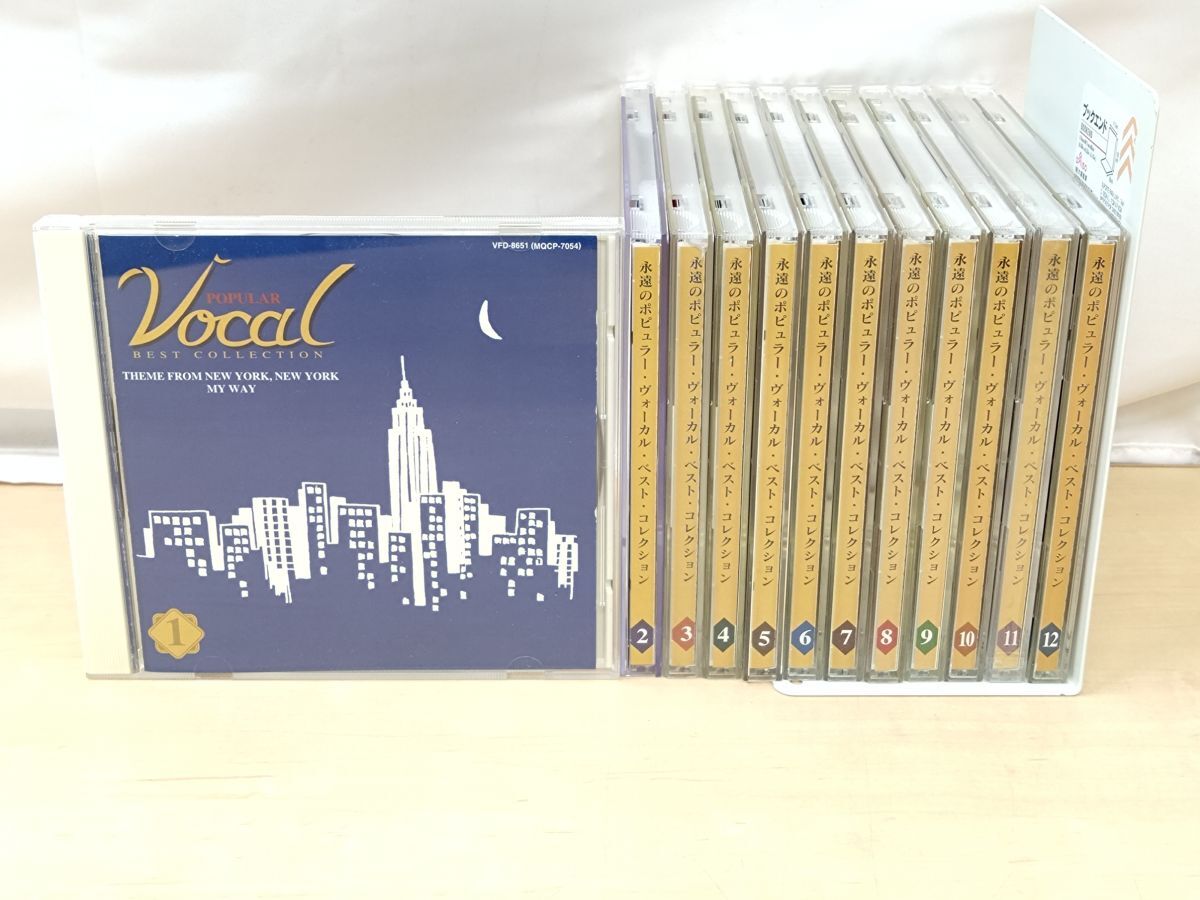 VFD-8651 (MQCP-7054)
POPULAR
Vocal
BEST COLLECTION
THEME FROM NEW YORK, NEW YORK
MY WAY
1
永遠のポピュラー・ヴォーカル・ベスト・コレクション
2
永遠のポピュラー・ヴォーカル・ベスト・コレクション
3
永遠のポピュラー・ヴォーカル・ベスト・コレクション
4
永遠のポピュラー・ヴォーカル・ベスト・コレクション
5
永遠のポピュラー・ヴォーカル・ベスト・コレクション
6
永遠のポピュラー・ヴォーカル・ベスト・コレクション
7
永遠のポピュラー・ヴォーカル・ベスト・コレクション
8
永遠のポピュラー・ヴォーカル・ベスト・コレクション
9
永遠のポピュラー・ヴォーカル・ベスト・コレクション
10
永遠のポピュラー・ヴォーカル・ベスト・コレクション
11
永遠のポピュラー・ヴォーカル・ベスト・コレクション
12
ブックエンド